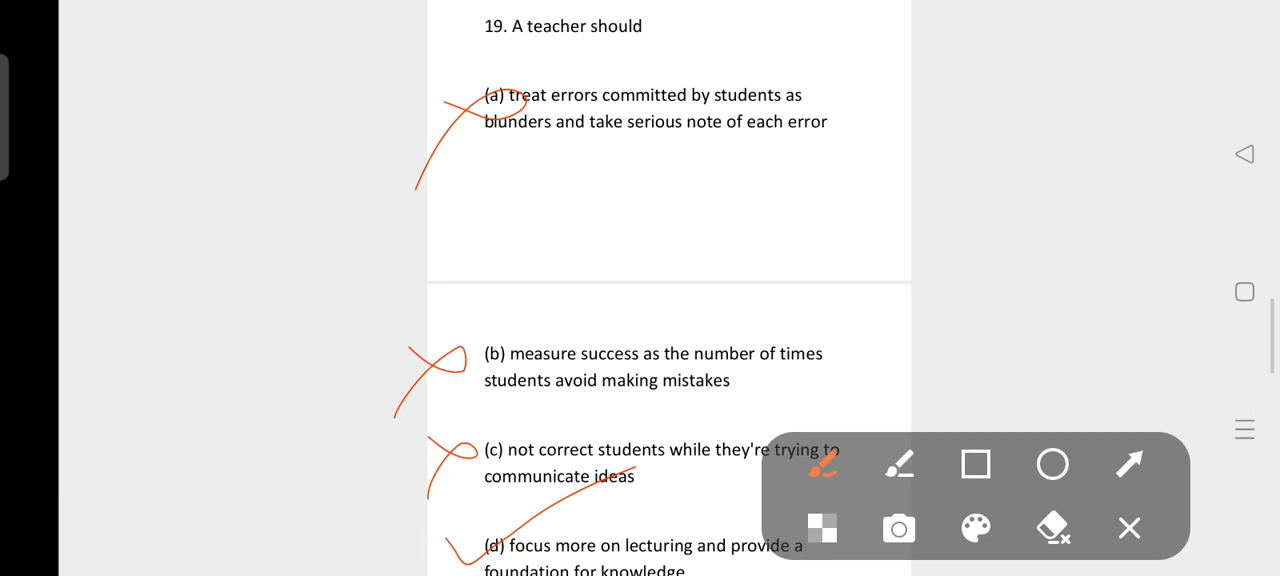 19. A teacher should
(a) treat errors committed by students as
blunders and take serious note of each error
(b) measure success as the number of times
students avoid making mistakes
(c) not correct students while they're trying to
communicate ideas
(d) focus more on lecturing and provide a
foundation for knowledge